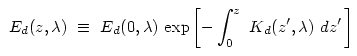 E_d(z, λ) ≡ E_d(0, λ) exp [ − ∫_0^z K_d(z′, λ) dz′ ]